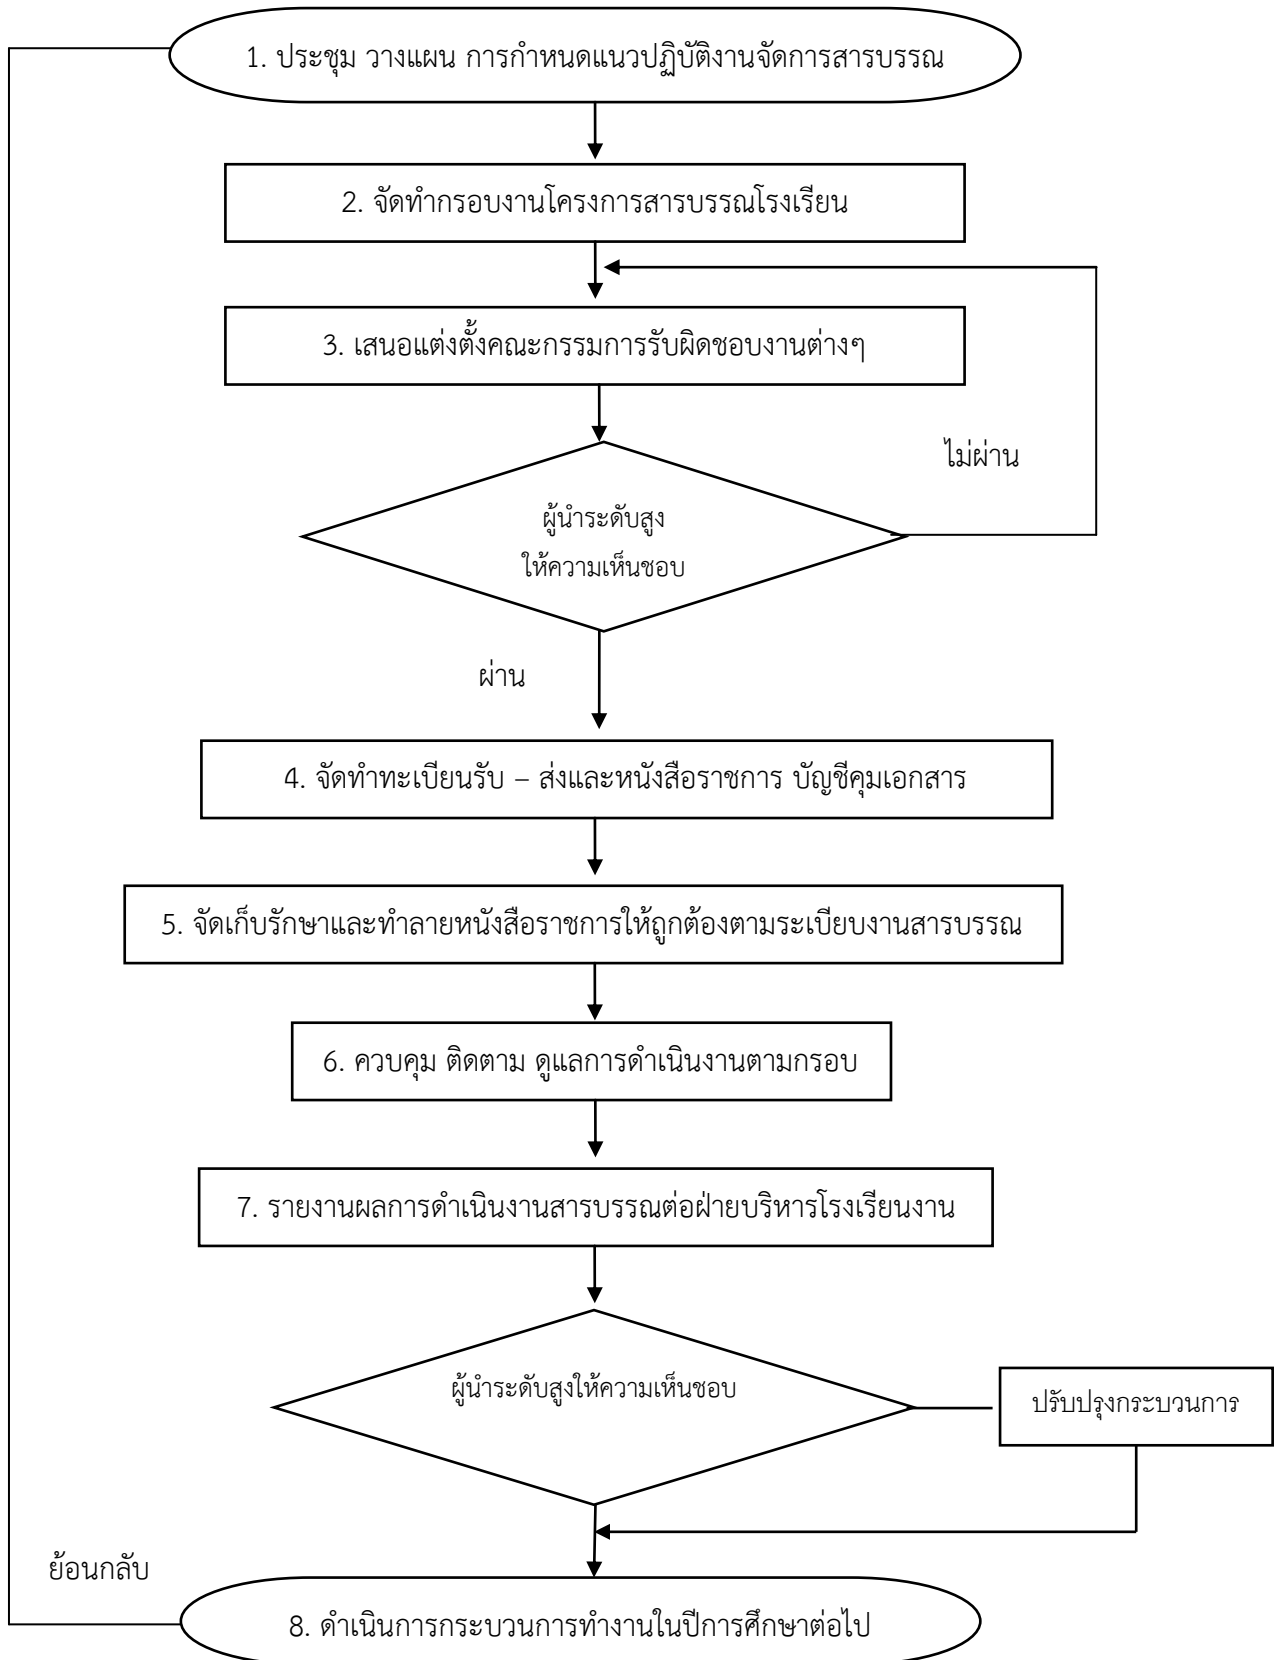 1. ประชุม วางแผน การกำหนดแนวปฏิบัติงานจัดการสารบรรณ
2. จัดทำกรอบงานโครงการสารบรรณโรงเรียน
3. เสนอแต่งตั้งคณะกรรมการรับผิดชอบงานต่างๆ
ไม่ผ่าน
ผู้นำระดับสูง
ให้ความเห็นชอบ
ผ่าน
4. จัดทำทะเบียนรับ – ส่งและหนังสือราชการ บัญชีคุมเอกสาร
5. จัดเก็บรักษาและทำลายหนังสือราชการให้ถูกต้องตามระเบียบงานสารบรรณ
6. ควบคุม ติดตาม ดูแลการดำเนินงานตามกรอบ
7. รายงานผลการดำเนินงานสารบรรณต่อฝ่ายบริหารโรงเรียนงาน
ผู้นำระดับสูงให้ความเห็นชอบ
ปรับปรุงกระบวนการ
ย้อนกลับ
8. ดำเนินการกระบวนการทำงานในปีการศึกษาต่อไป